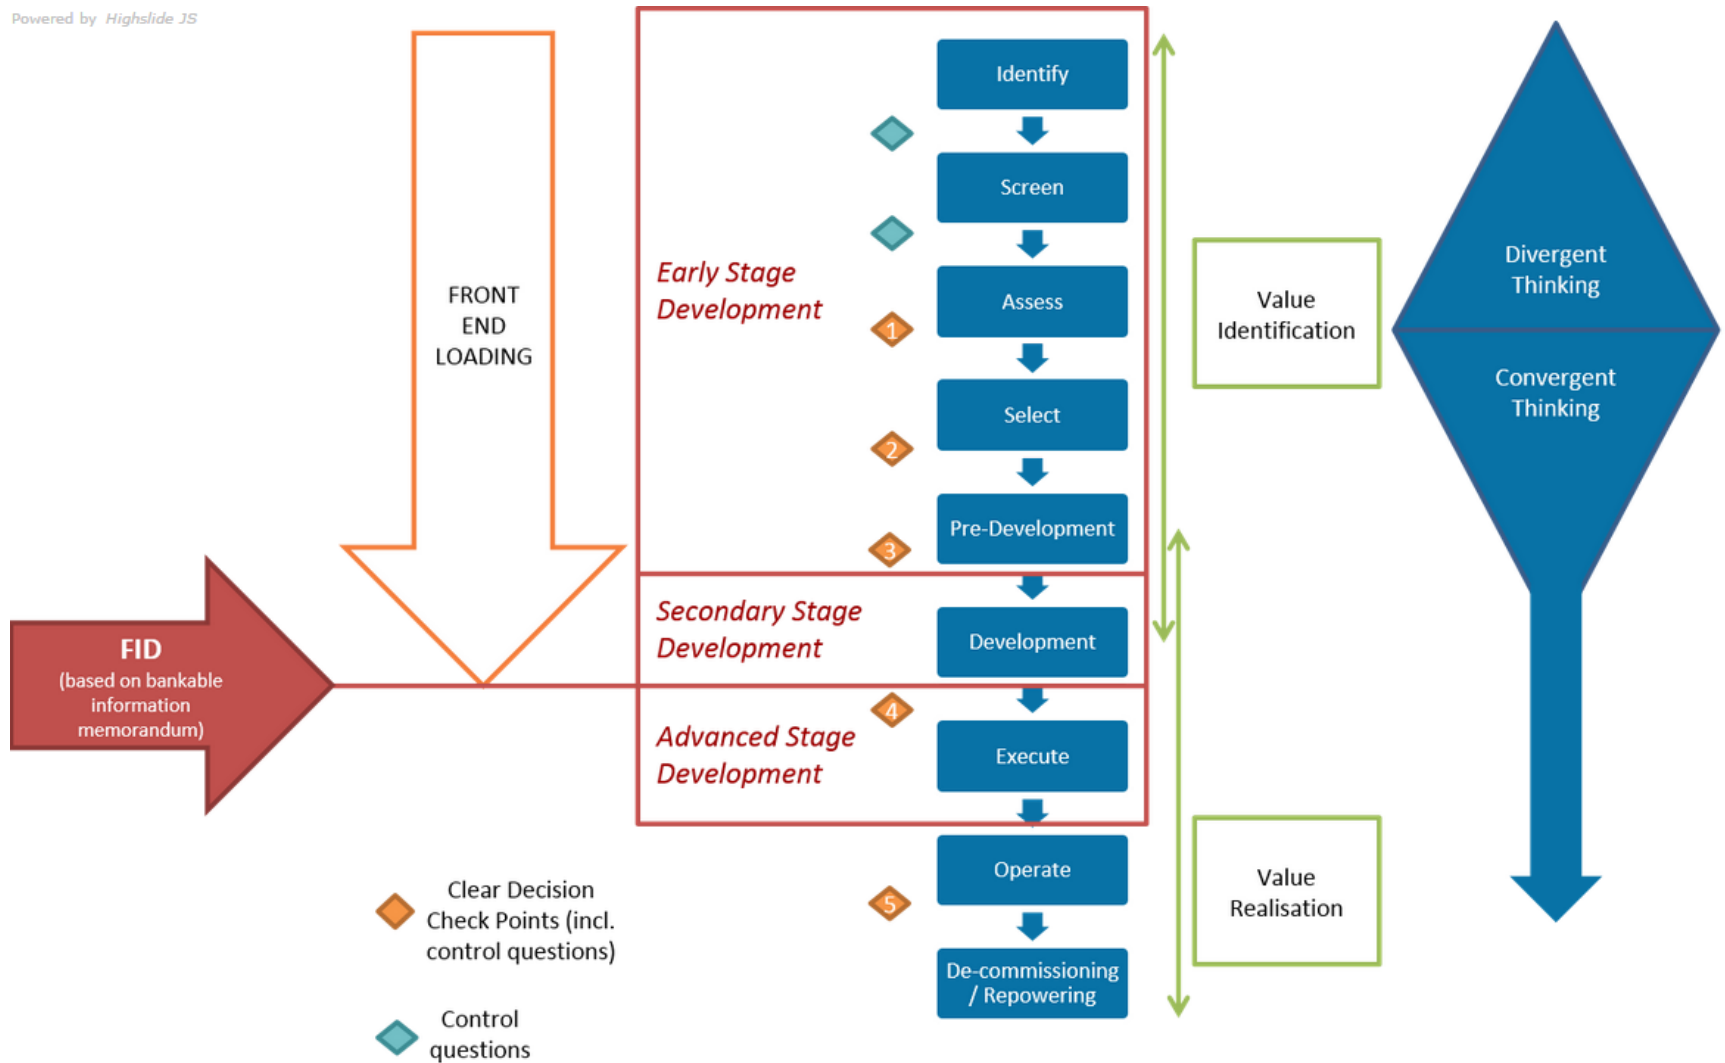 Powered by Highslide JS
FRONT
END
LOADING
FID
(based on bankable
information
memorandum)
Early Stage
Development
Secondary Stage
Development
Advanced Stage
Development
Identify
Screen
Assess
1
Select
2
Pre-Development
3
Development
4
Execute
Operate
5
De-commissioning
/ Repowering
Value
Identification
Value
Realisation
Divergent
Thinking
Convergent
Thinking
Clear Decision
Check Points (incl.
control questions)
Control
questions